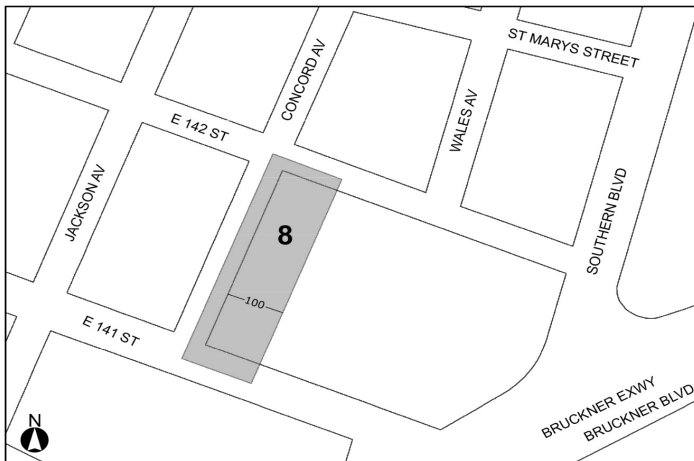 ST MARYS STREET
CONCORD AV
E 142 ST
WALES AV
JACKSON AV
SOUTHERN BLVD
8
100
E 141 ST
BRUCKNER EXWY
BRUCKNER BLVD
N